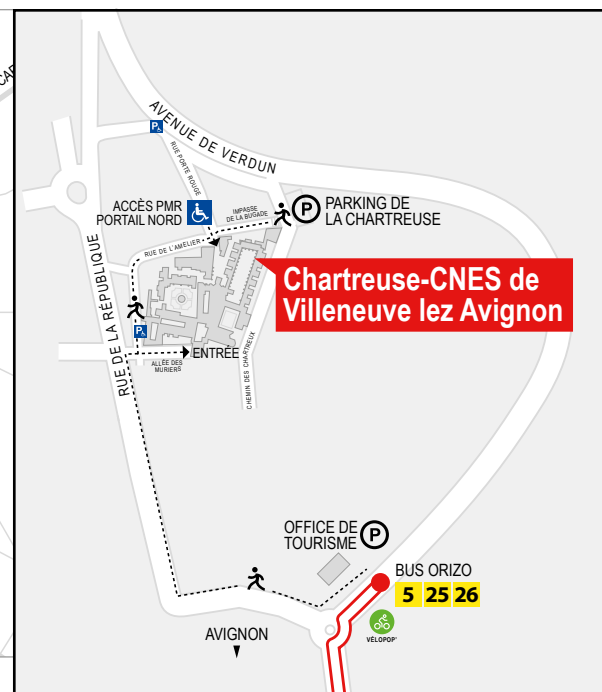 CAR
AVENUE DE VERDUN
P
RUE PORTE ROUGE
ACCÈS PMR
PORTAIL NORD
IMPASSE
DE LA BUGADE
P
PARKING DE
LA CHARTREUSE
RUE DE L'AMELIER
RUE DE LA RÉPUBLIQUE
Chartreuse-CNES de
Villeneuve lez Avignon
P
ENTRÉE
ALLÉE DES
MURIERS
CHEMIN DES CHARTREUX
OFFICE DE
TOURISME
P
BUS ORIZO
5 25 26
VÉLOPOP'
AVIGNON